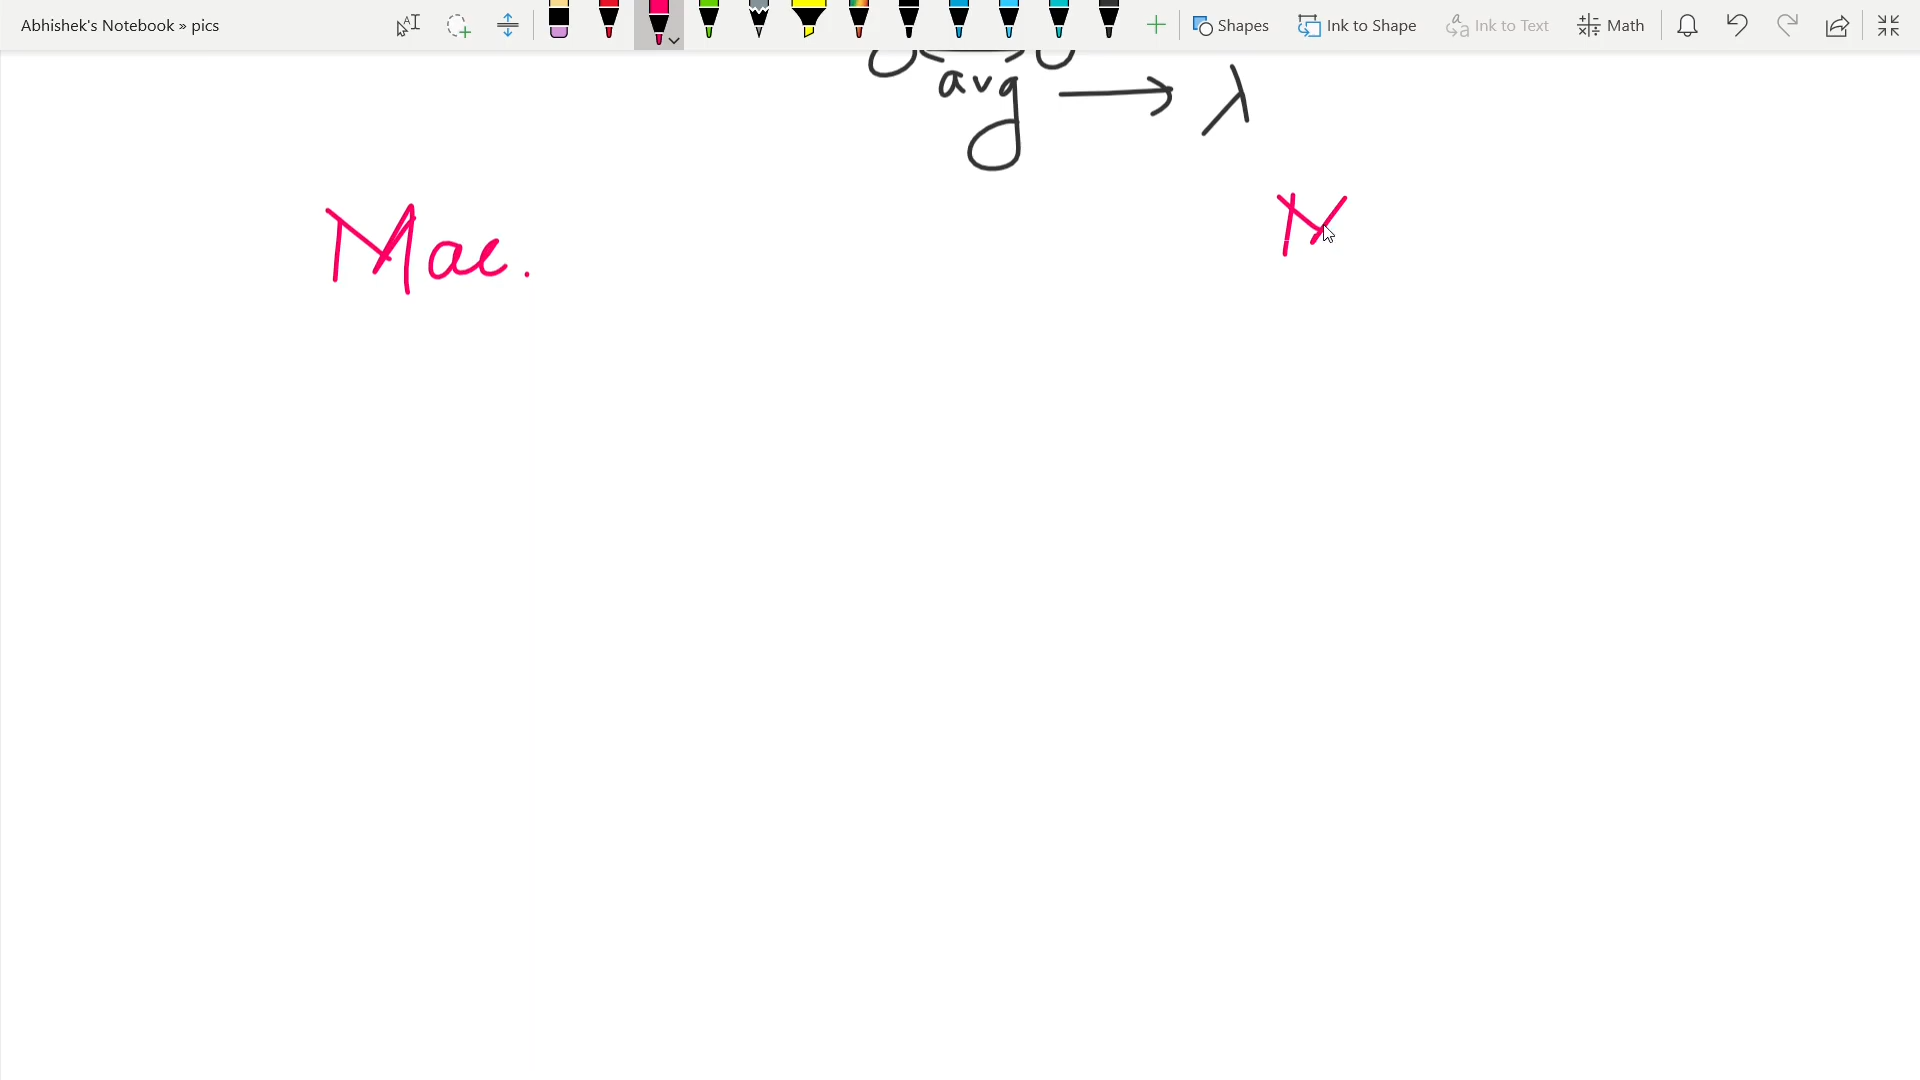 Abhishek's Notebook » pics
Shapes
Ink to Shape
Ink to Text
Math
avg → λ
Mac.
M